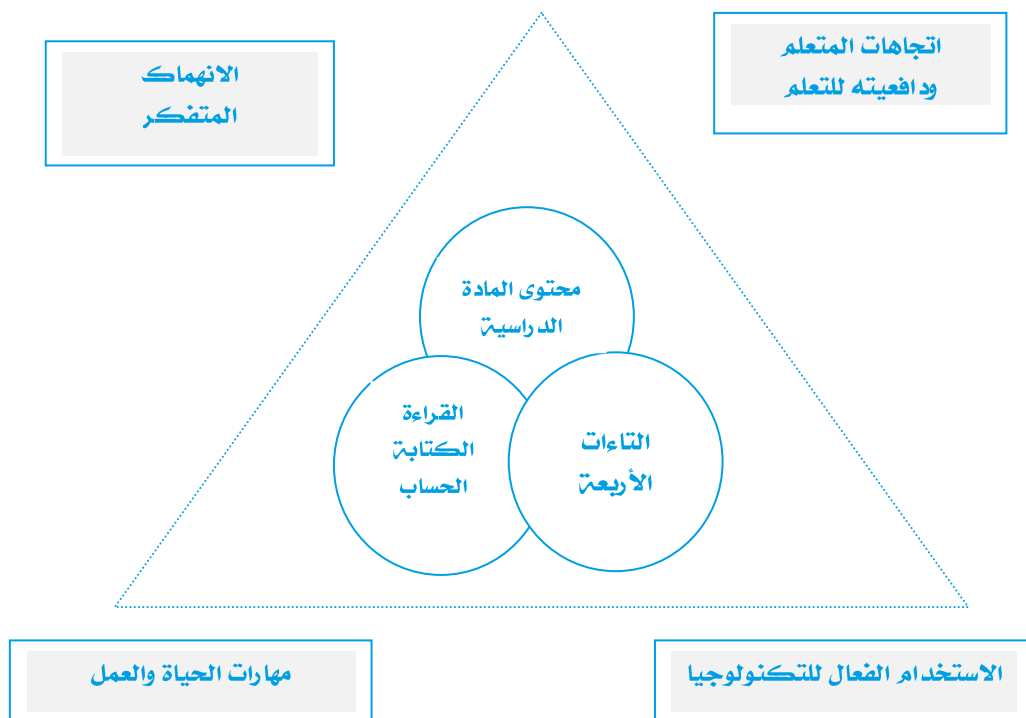 اتجاهات المتعلم
ودافعيته للتعلم
الانهماك
المتفكر
محتوى المادة
الدراسية
القراءة
الكتابة
الحساب
التاءات
الأربعة
الاستخدام الفعال للتكنولوجيا
مهارات الحياة والعمل